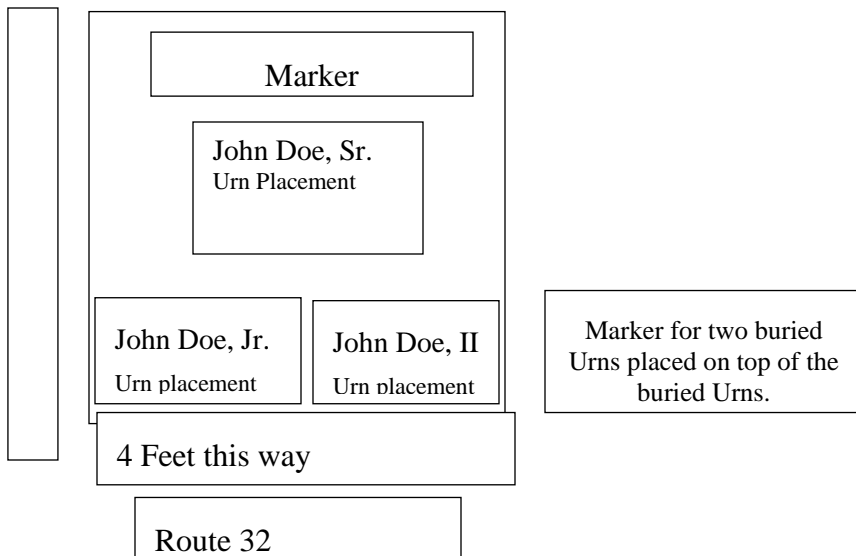 Marker
John Doe, Sr.
Urn Placement
John Doe, Jr.
Urn placement
John Doe, II
Urn placement
Marker for two buried
Urns placed on top of the
buried Urns.
4 Feet this way
Route 32